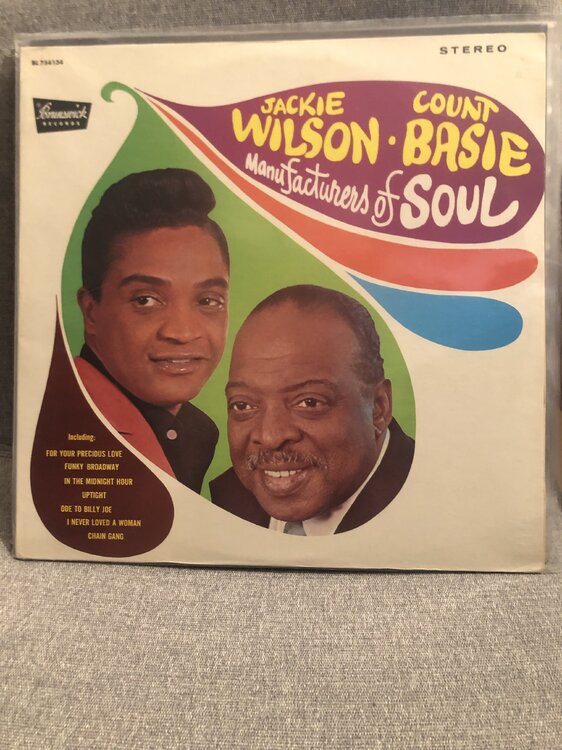 BL 754134
STEREO
Brunswick
RECORDS
JACKIE WILSON · COUNT BASIE
Manufacturers of SOUL
Including:
FOR YOUR PRECIOUS LOVE
FUNKY BROADWAY
IN THE MIDNIGHT HOUR
UPTIGHT
ODE TO BILLY JOE
I NEVER LOVED A WOMAN
CHAIN GANG